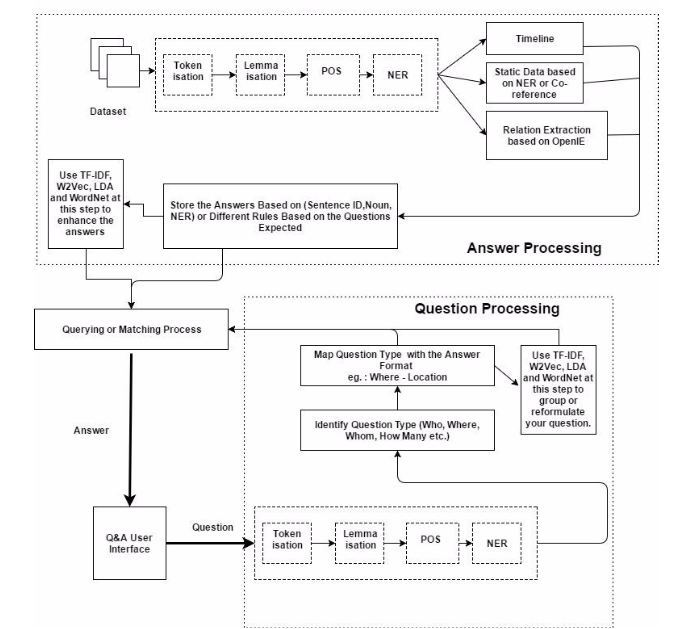 Timeline
Token
isation
Lemma
isation
POS
NER
Dataset
Static Data based
on NER or Co-
reference
Relation Extraction
based on OpenIE
Use TF-IDF,
W2Vec, LDA
and WordNet at
this step to
enhance the
answers
Store the Answers Based on (Sentence ID,Noun,
NER) or Different Rules Based on the Questions
Expected
Answer Processing
Question Processing
Querying or Matching Process
Map Question Type with the Answer
Format
eg. : Where - Location
Use TF-IDF,
W2Vec, LDA
and WordNet at
this step to
group or
reformulate
your question.
Identify Question Type (Who, Where,
Whom, How Many etc.)
Answer
Q&A User
Interface
Question
Token
isation
Lemma
isation
POS
NER